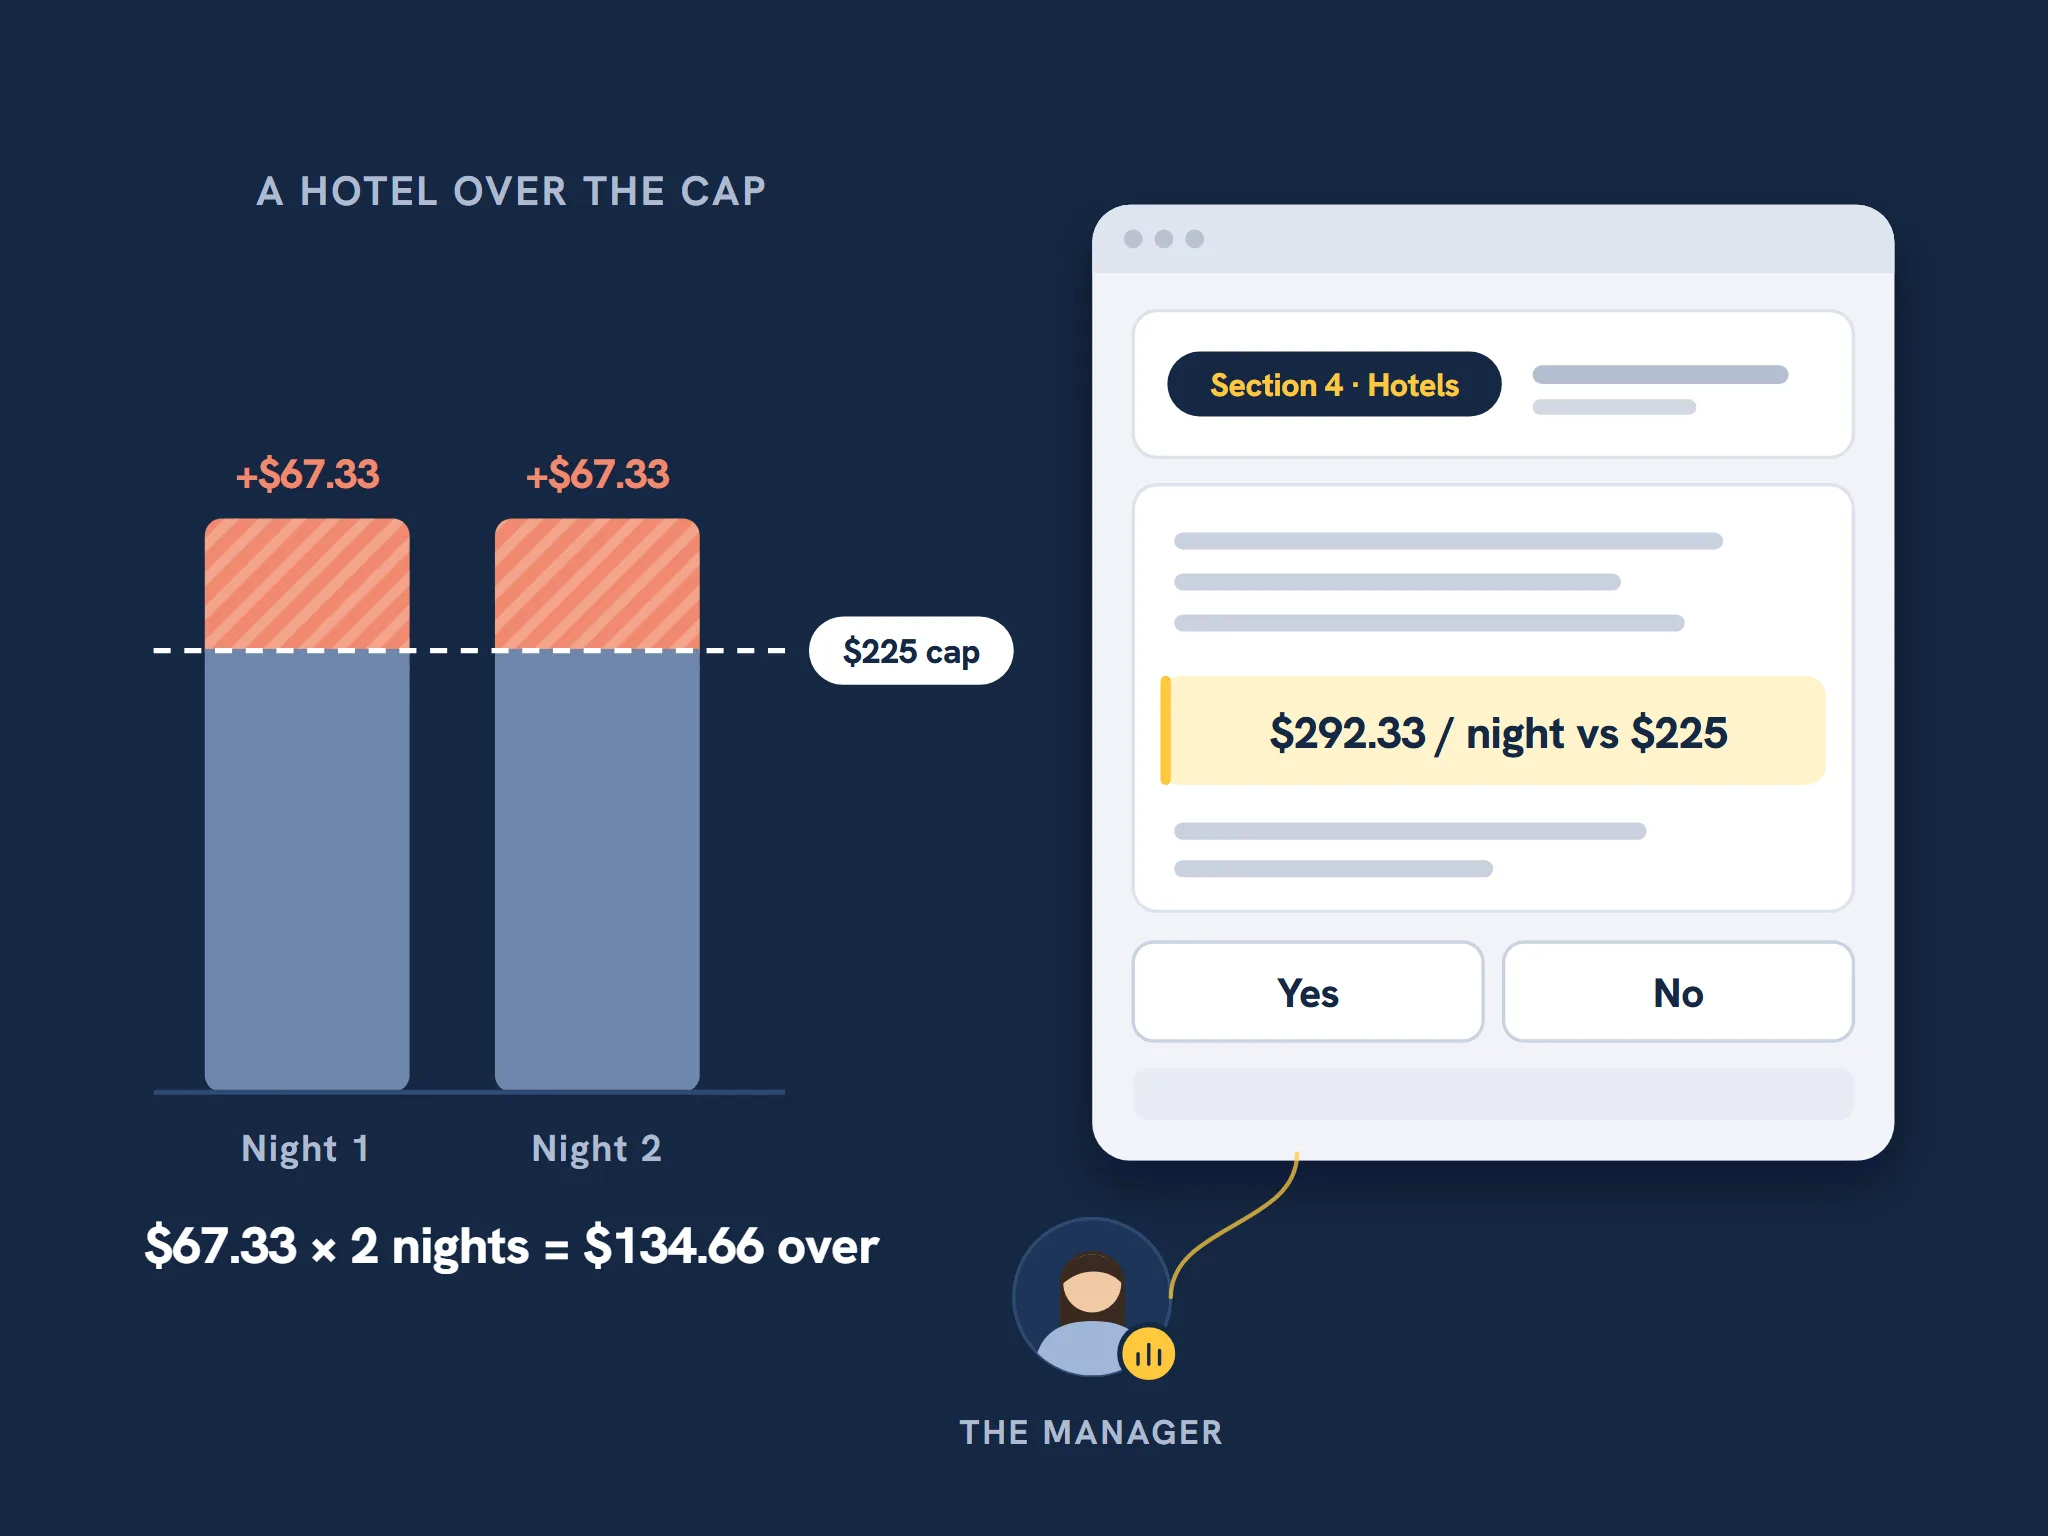 A HOTEL OVER THE CAP
+$67.33
+$67.33
$225 cap
Night 1
Night 2
$67.33 × 2 nights = $134.66 over
Section 4 · Hotels
$292.33 / night vs $225
Yes
No
THE MANAGER